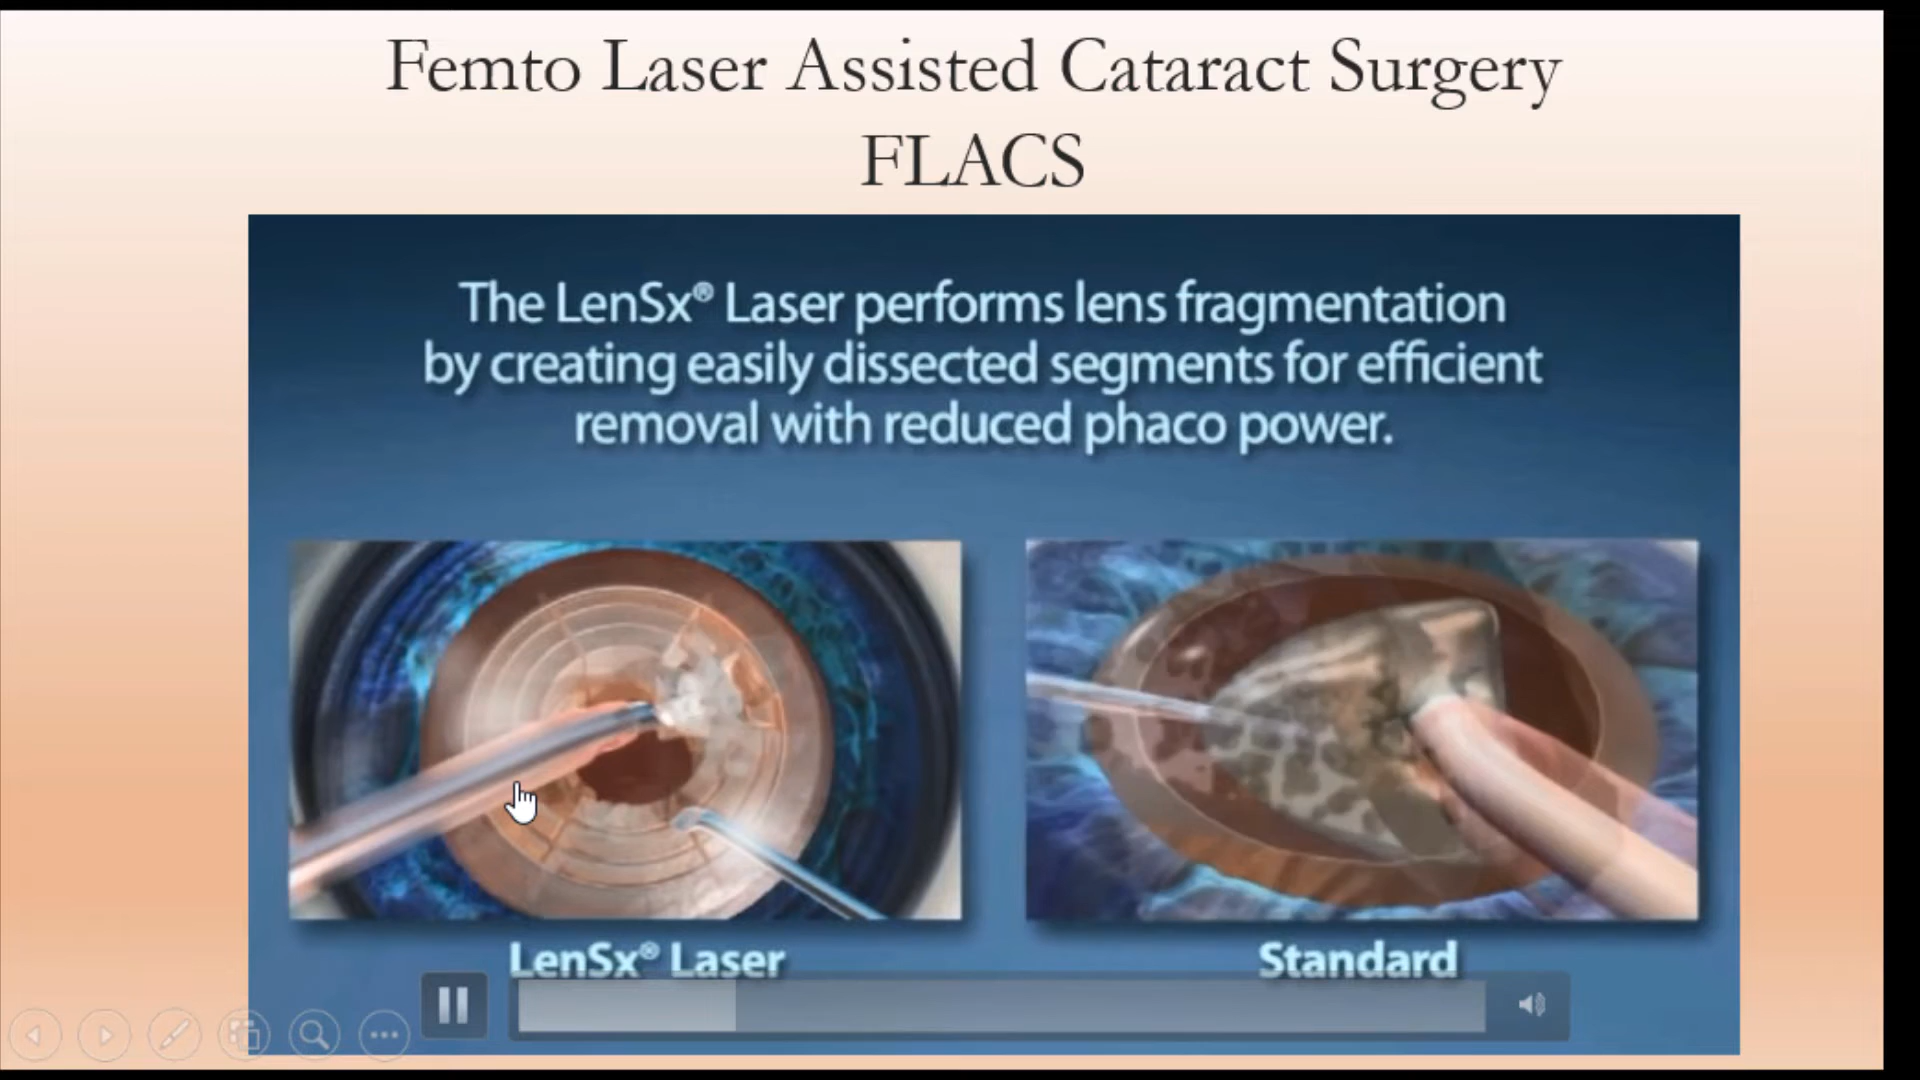 Femto Laser Assisted Cataract Surgery
FLACS
The LenSx® Laser performs lens fragmentation
by creating easily dissected segments for efficient
removal with reduced phaco power.
LenSx® Laser
Standard